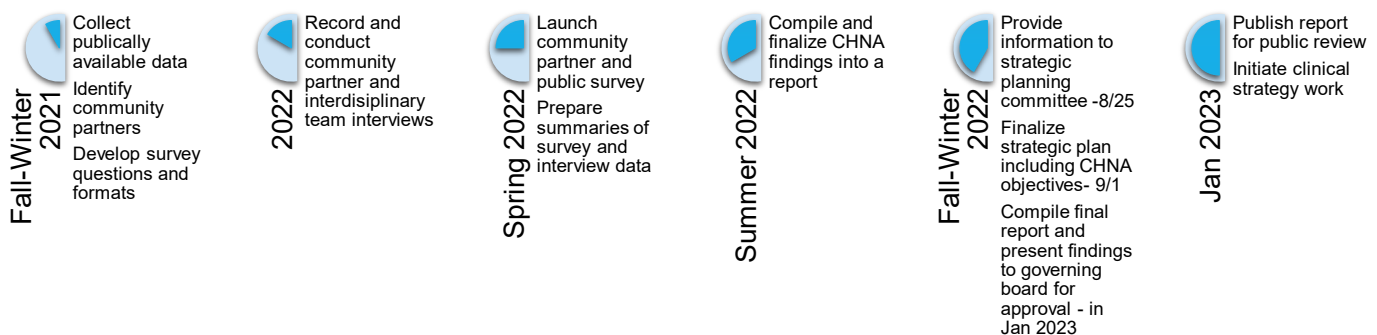 Fall-Winter
2021
Collect
publically
available data
Identify
community
partners
Develop survey
questions and
formats
2022
Record and
conduct
community
partner and
interdisiplinary
team interviews
Spring 2022
Launch
community
partner and
public survey
Prepare
summaries of
survey and
interview data
Summer 2022
Compile and
finalize CHNA
findings into a
report
Fall-Winter
2022
Provide
information to
strategic
planning
committee -8/25
Finalize
strategic plan
including CHNA
objectives- 9/1
Compile final
report and
present findings
to governing
board for
approval - in
Jan 2023
Jan 2023
Publish report
for public review
Initiate clinical
strategy work